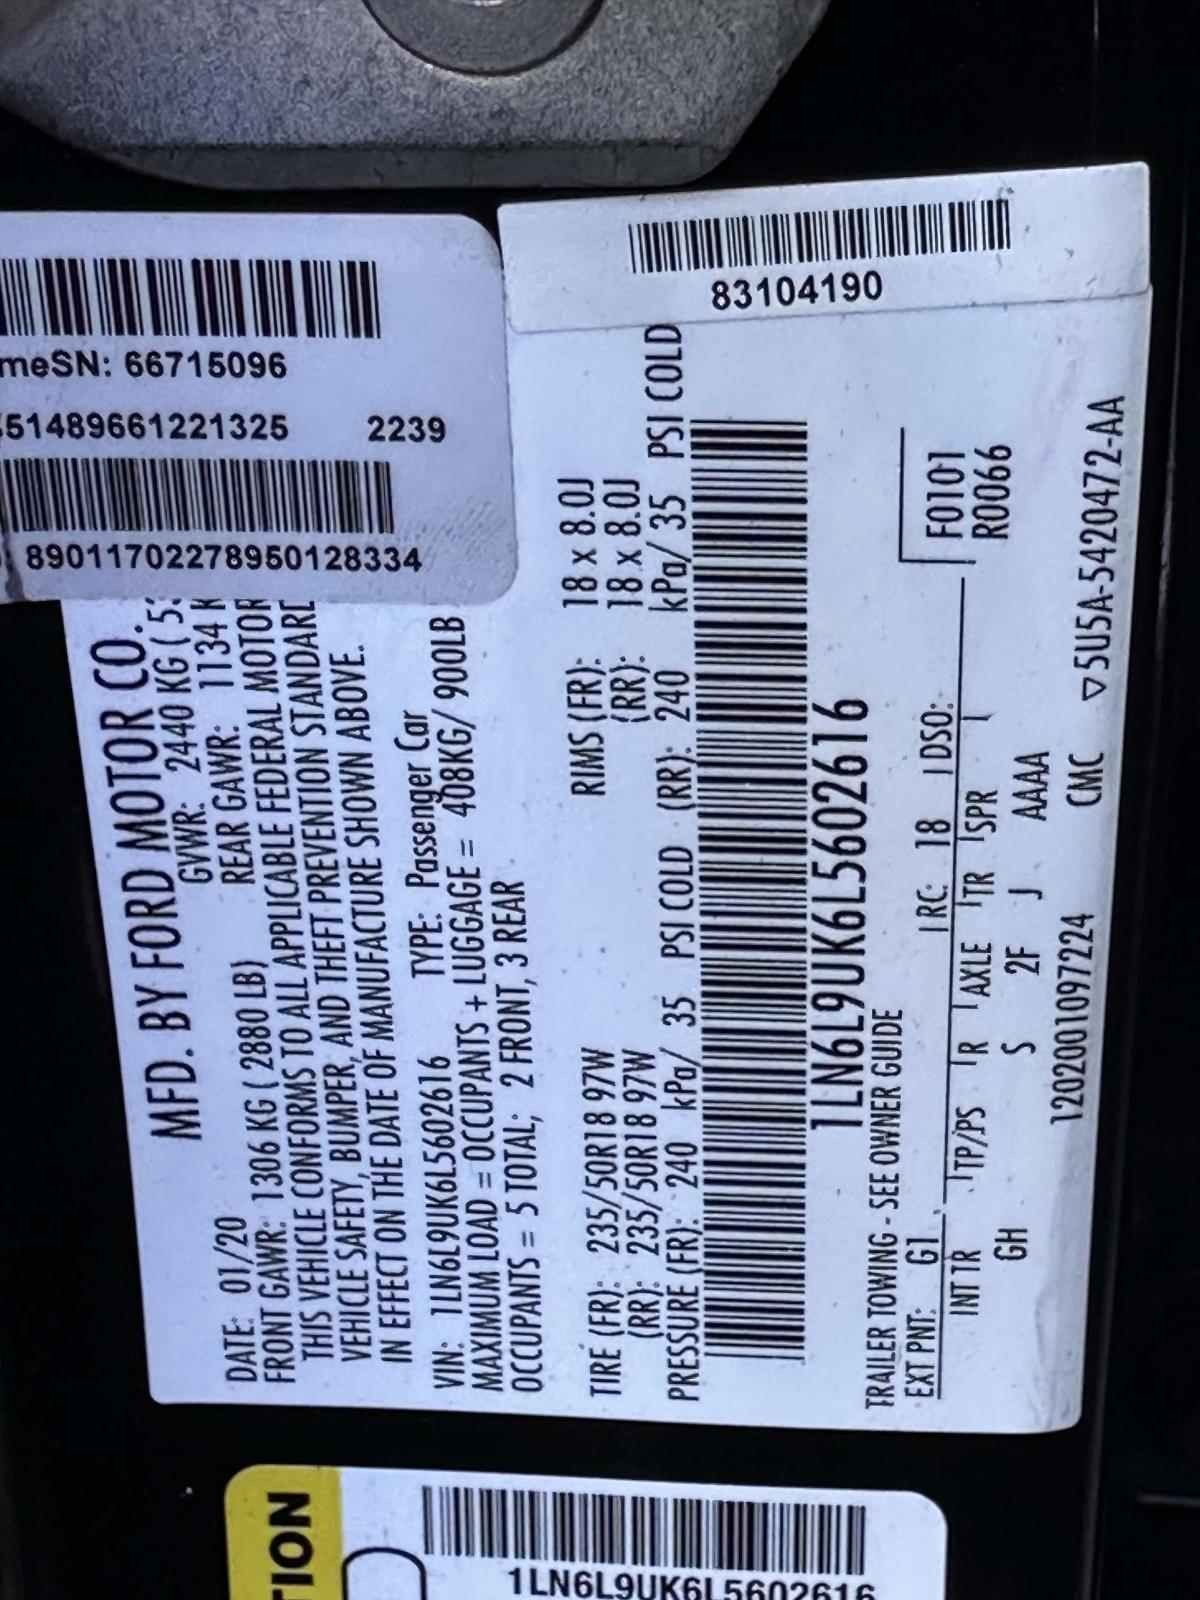 83104190
meSN: 66715096
51489661221325 2239
89011702278950128334
MFD. BY FORD MOTOR CO.
DATE: 01/20 GVWR: 2440 KG ( 53
FRONT GAWR: 1306 KG ( 2880 LB) REAR GAWR: 1134 K
THIS VEHICLE CONFORMS TO ALL APPLICABLE FEDERAL MOTOR
VEHICLE SAFETY, BUMPER, AND THEFT PREVENTION STANDARD
IN EFFECT ON THE DATE OF MANUFACTURE SHOWN ABOVE.
VIN: 1LN6L9UK6L5602616 TYPE: Passenger Car
MAXIMUM LOAD = OCCUPANTS + LUGGAGE = 408KG/ 900LB
OCCUPANTS = 5 TOTAL; 2 FRONT, 3 REAR
TIRE (FR): 235/50R18 97W RIMS (FR): 18 x 8.0J
(RR): 235/50R18 97W (RR): 18 x 8.0J
PRESSURE (FR): 240 kPa/ 35 PSI COLD (RR): 240 kPa/ 35 PSI COLD
1LN6L9UK6L5602616
TRAILER TOWING - SEE OWNER GUIDE
EXT PNT: G1 RC: 18 DSO: F0101
INT TR TP/PS R AXLE TR SPR R0066
GH S 2F J AAAA
1202001097224 CMC ▽5U5A-5420472-AA
TION
1LN6L9UK6L5602616